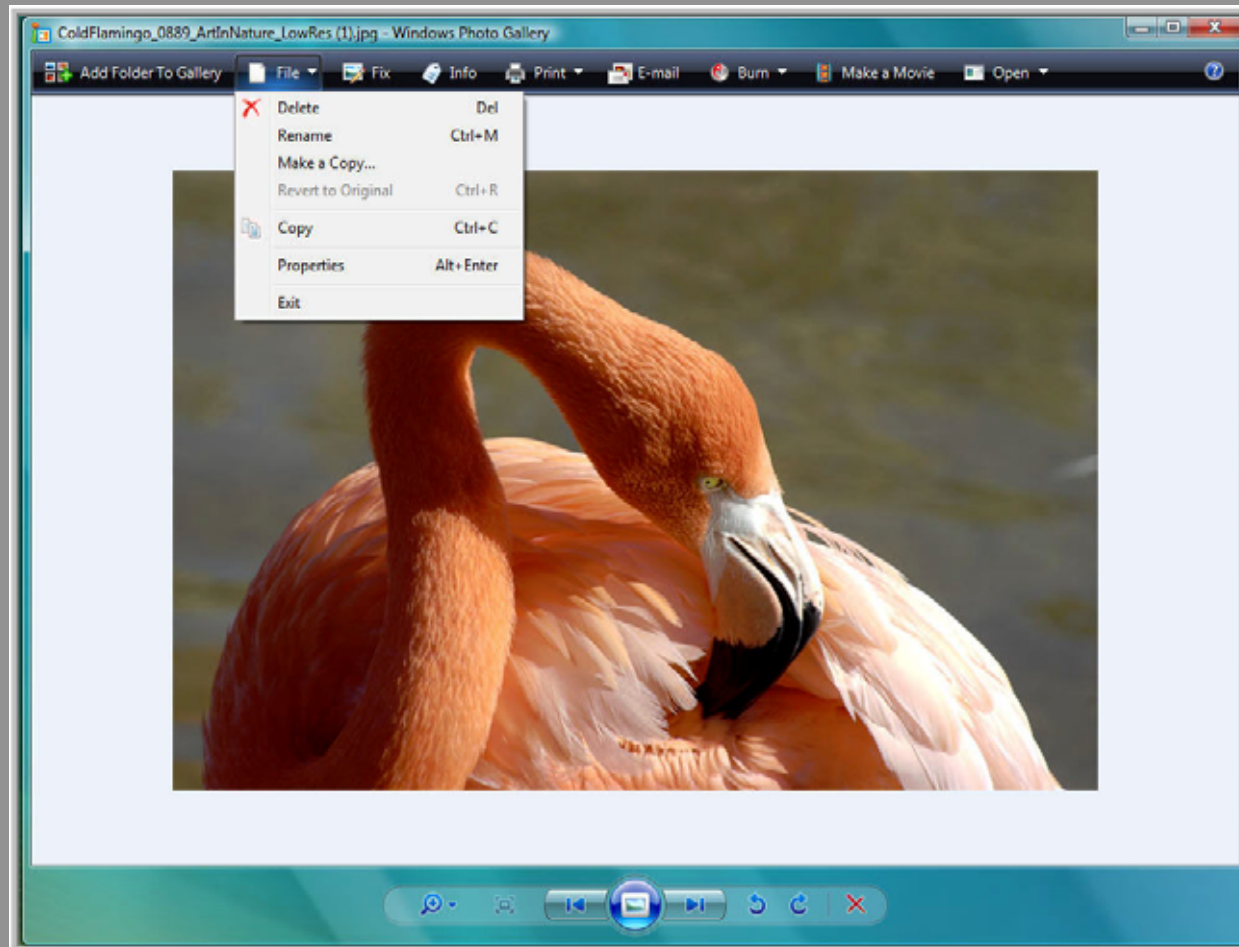 ColdFlamingo_0889_ArtInNature_LowRes (1).jpg - Windows Photo Gallery
Add Folder To Gallery File Fix Info Print E-mail Burn Make a Movie Open
Delete Del
Rename Ctrl+M
Make a Copy...
Revert to Original Ctrl+R
Copy Ctrl+C
Properties Alt+Enter
Exit